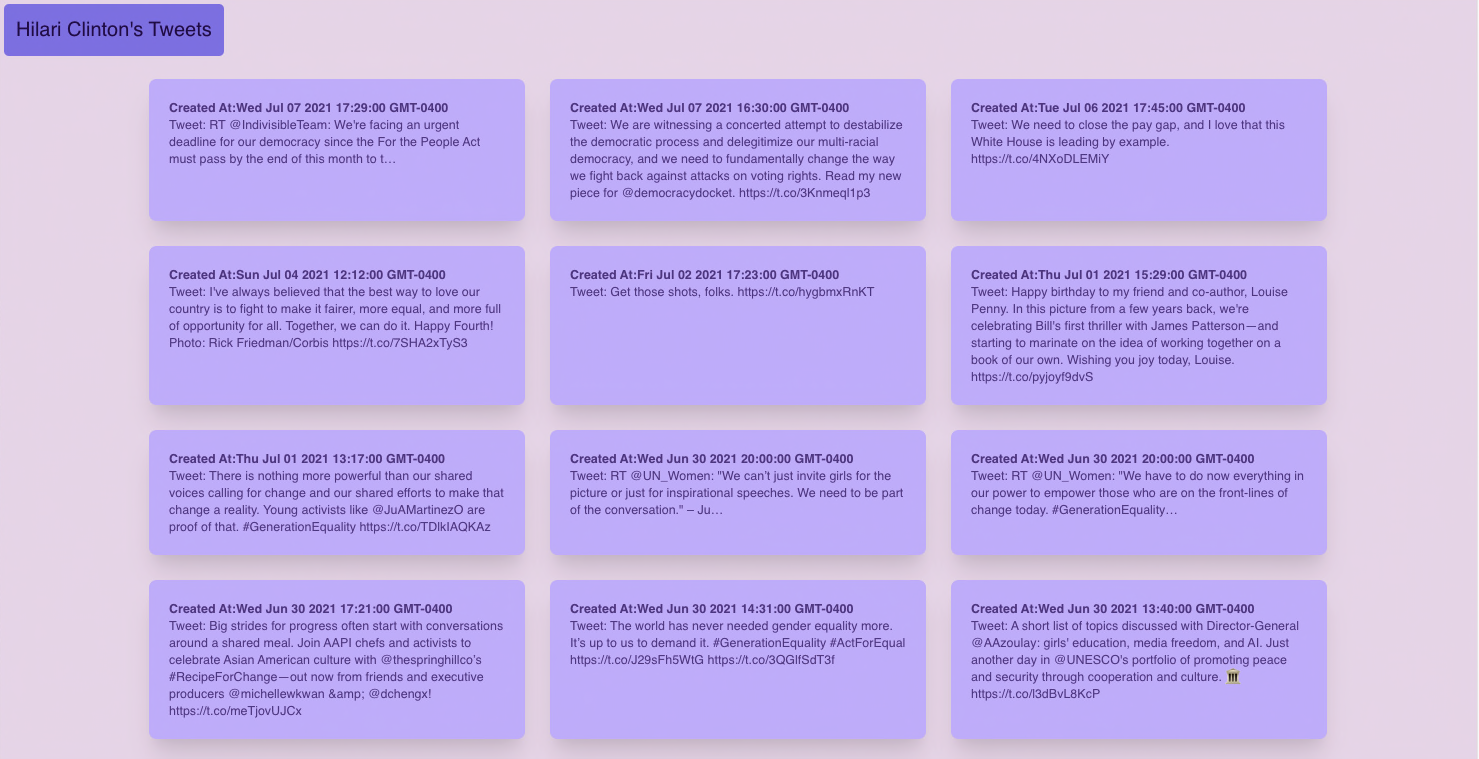 Hilari Clinton's Tweets
Created At:Wed Jul 07 2021 17:29:00 GMT-0400
Tweet: RT @IndivisibleTeam: We're facing an urgent
deadline for our democracy since the For the People Act
must pass by the end of this month to t…
Created At:Wed Jul 07 2021 16:30:00 GMT-0400
Tweet: We are witnessing a concerted attempt to destabilize
the democratic process and delegitimize our multi-racial
democracy, and we need to fundamentally change the way
we fight back against attacks on voting rights. Read my new
piece for @democracydocket. https://t.co/3Knmeql1p3
Created At:Tue Jul 06 2021 17:45:00 GMT-0400
Tweet: We need to close the pay gap, and I love that this
White House is leading by example.
https://t.co/4NXoDLEMiY
Created At:Sun Jul 04 2021 12:12:00 GMT-0400
Tweet: I've always believed that the best way to love our
country is to fight to make it fairer, more equal, and more full
of opportunity for all. Together, we can do it. Happy Fourth!
Photo: Rick Friedman/Corbis https://t.co/7SHA2xTyS3
Created At:Fri Jul 02 2021 17:23:00 GMT-0400
Tweet: Get those shots, folks. https://t.co/hygbmxRnKT
Created At:Thu Jul 01 2021 15:29:00 GMT-0400
Tweet: Happy birthday to my friend and co-author, Louise
Penny. In this picture from a few years back, we're
celebrating Bill's first thriller with James Patterson—and
starting to marinate on the idea of working together on a
book of our own. Wishing you joy today, Louise.
https://t.co/pyjoyf9dvS
Created At:Thu Jul 01 2021 13:17:00 GMT-0400
Tweet: There is nothing more powerful than our shared
voices calling for change and our shared efforts to make that
change a reality. Young activists like @JuAMartinezO are
proof of that. #GenerationEquality https://t.co/TDlkIAQKAz
Created At:Wed Jun 30 2021 20:00:00 GMT-0400
Tweet: RT @UN_Women: "We can’t just invite girls for the
picture or just for inspirational speeches. We need to be part
of the conversation." – Ju…
Created At:Wed Jun 30 2021 20:00:00 GMT-0400
Tweet: RT @UN_Women: "We have to do now everything in
our power to empower those who are on the front-lines of
change today. #GenerationEquality…
Created At:Wed Jun 30 2021 17:21:00 GMT-0400
Tweet: Big strides for progress often start with conversations
around a shared meal. Join AAPI chefs and activists to
celebrate Asian American culture with @thespringhillco’s
#RecipeForChange—out now from friends and executive
producers @michellewkwan &amp; @dchengx!
https://t.co/meTjovUJCx
Created At:Wed Jun 30 2021 14:31:00 GMT-0400
Tweet: The world has never needed gender equality more.
It’s up to us to demand it. #GenerationEquality #ActForEqual
https://t.co/J29sFh5WtG https://t.co/3QGlfSdT3f
Created At:Wed Jun 30 2021 13:40:00 GMT-0400
Tweet: A short list of topics discussed with Director-General
@AAzoulay: girls' education, media freedom, and AI. Just
another day in @UNESCO's portfolio of promoting peace
and security through cooperation and culture. 🏛
https://t.co/l3dBvL8KcP